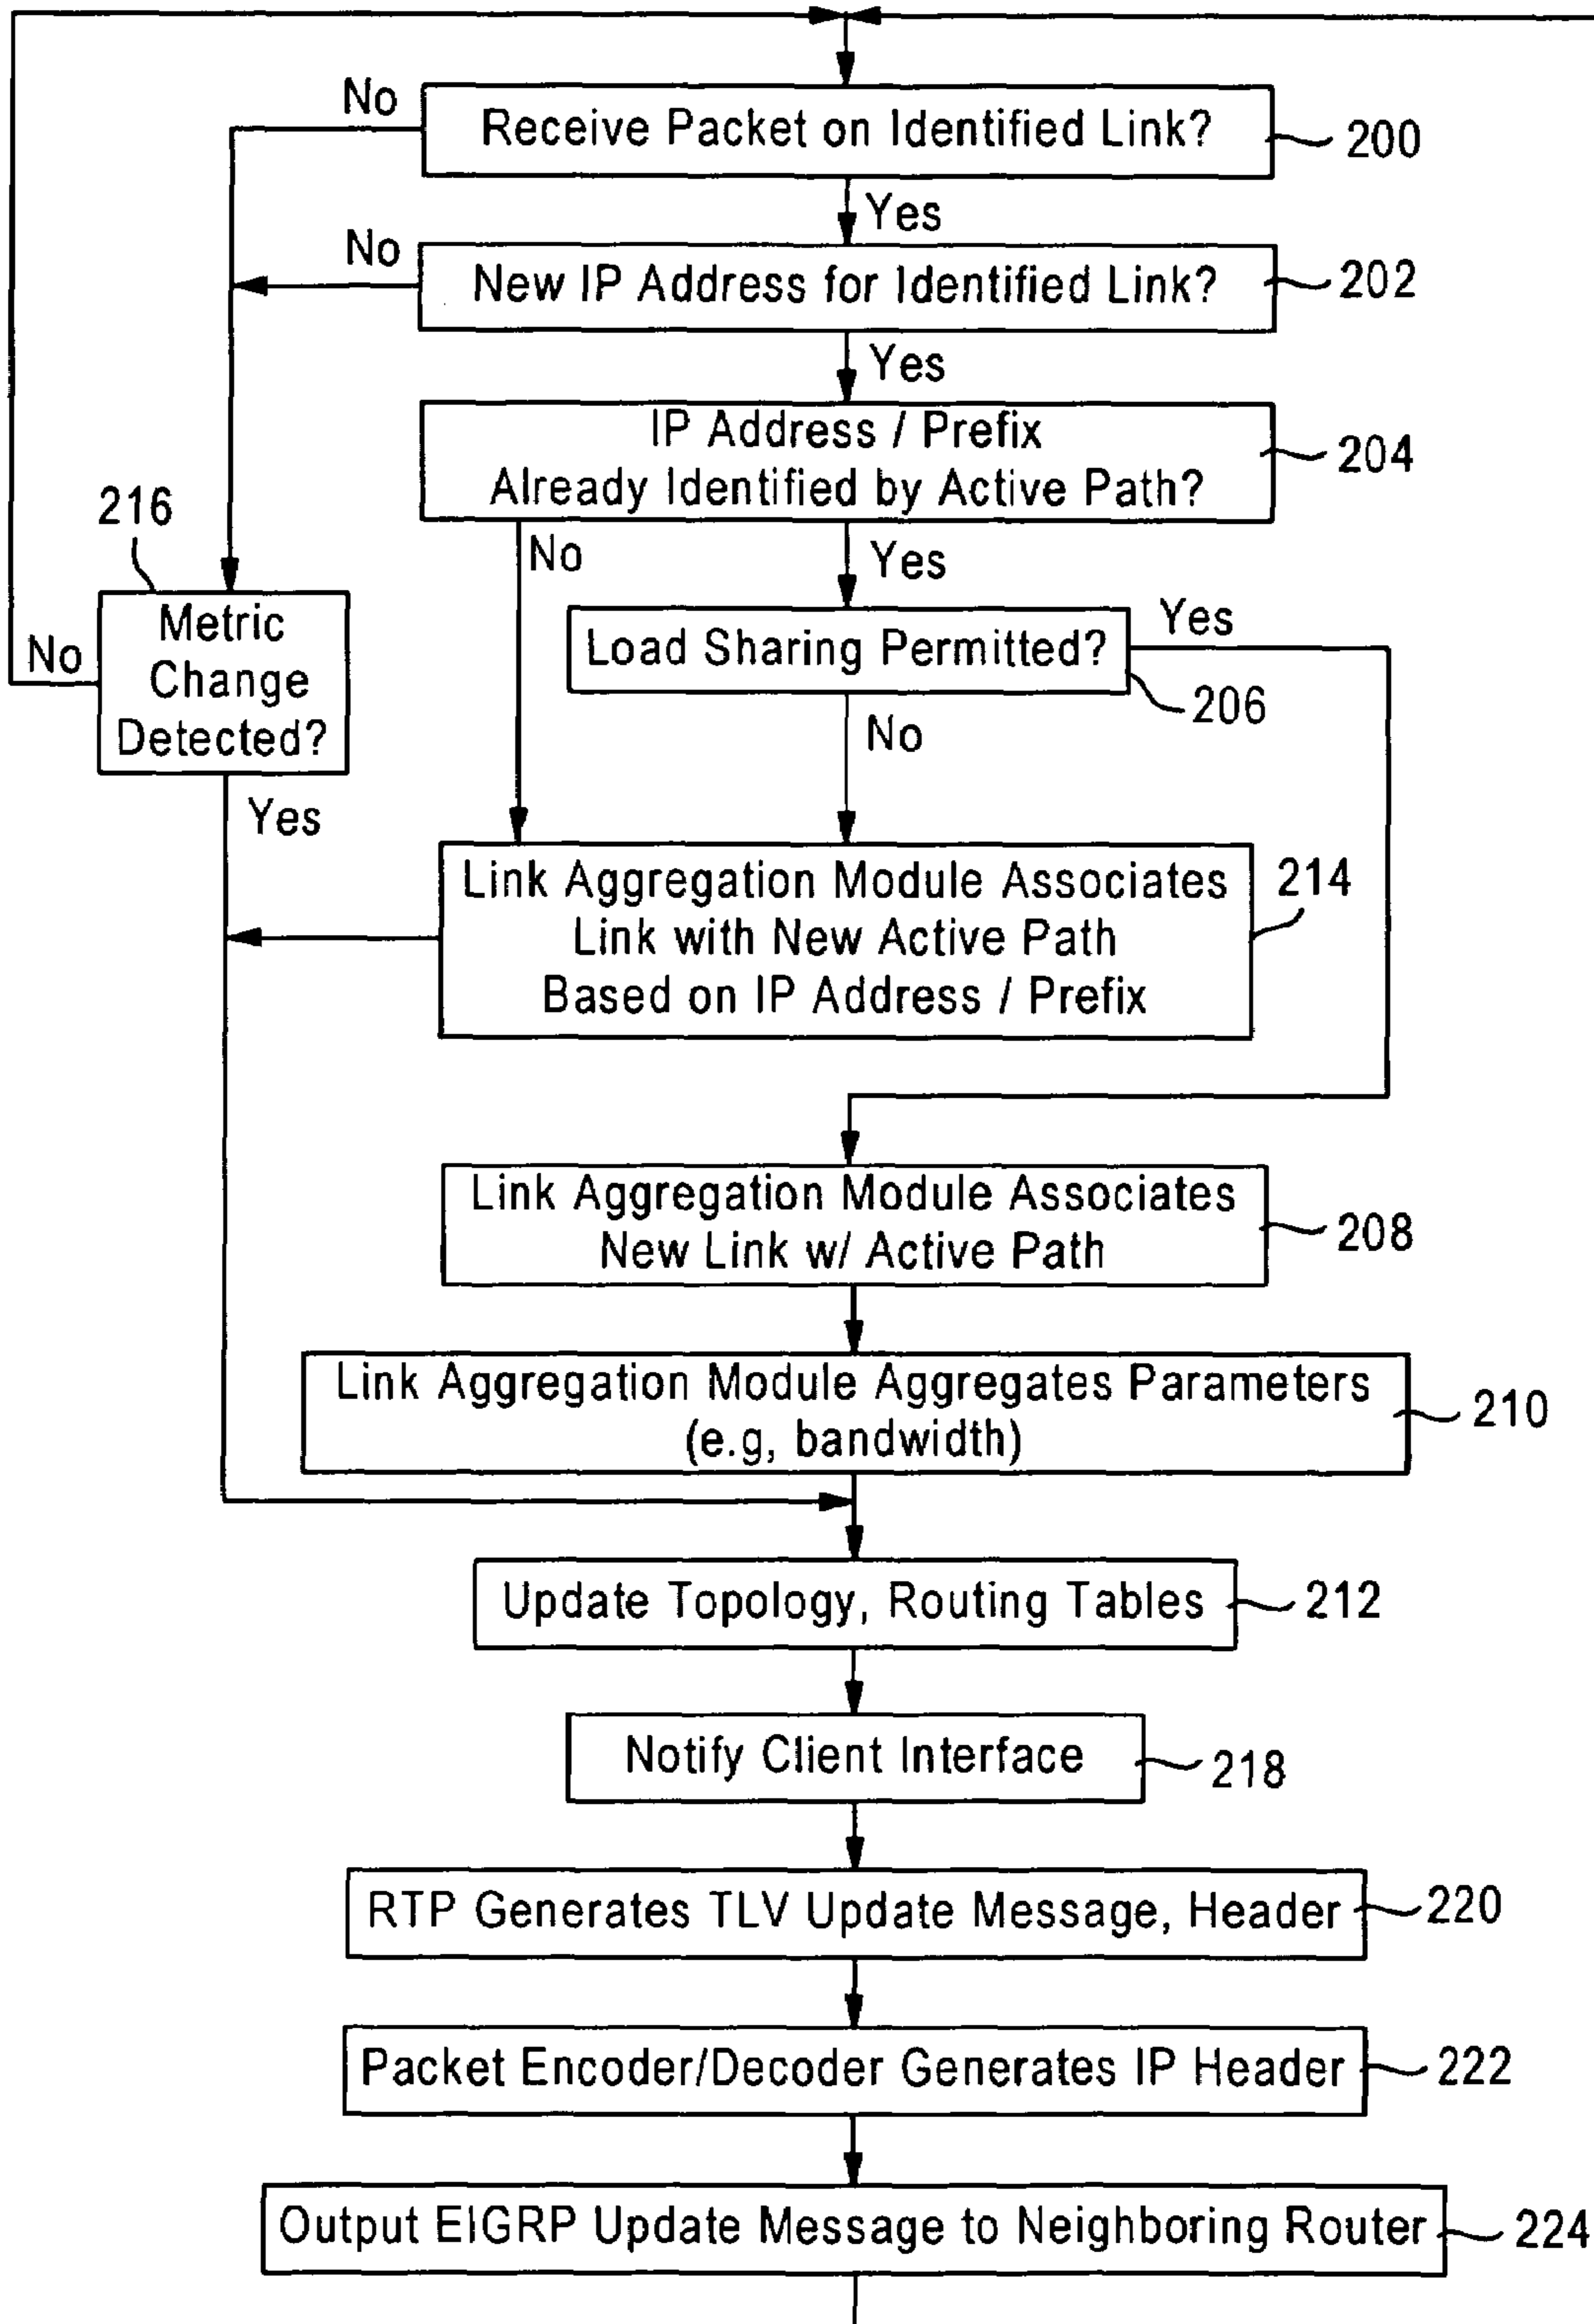 No
Receive Packet on Identified Link?
200
Yes
No
New IP Address for Identified Link?
202
Yes
IP Address / Prefix
Already Identified by Active Path?
204
216
No
Yes
Metric
Change
Detected?
No
Load Sharing Permitted?
Yes
206
No
Yes
Link Aggregation Module Associates
Link with New Active Path
Based on IP Address / Prefix
214
Link Aggregation Module Associates
New Link w/ Active Path
208
Link Aggregation Module Aggregates Parameters
(e.g, bandwidth)
210
Update Topology, Routing Tables
212
Notify Client Interface
218
RTP Generates TLV Update Message, Header
220
Packet Encoder/Decoder Generates IP Header
222
Output EIGRP Update Message to Neighboring Router
224